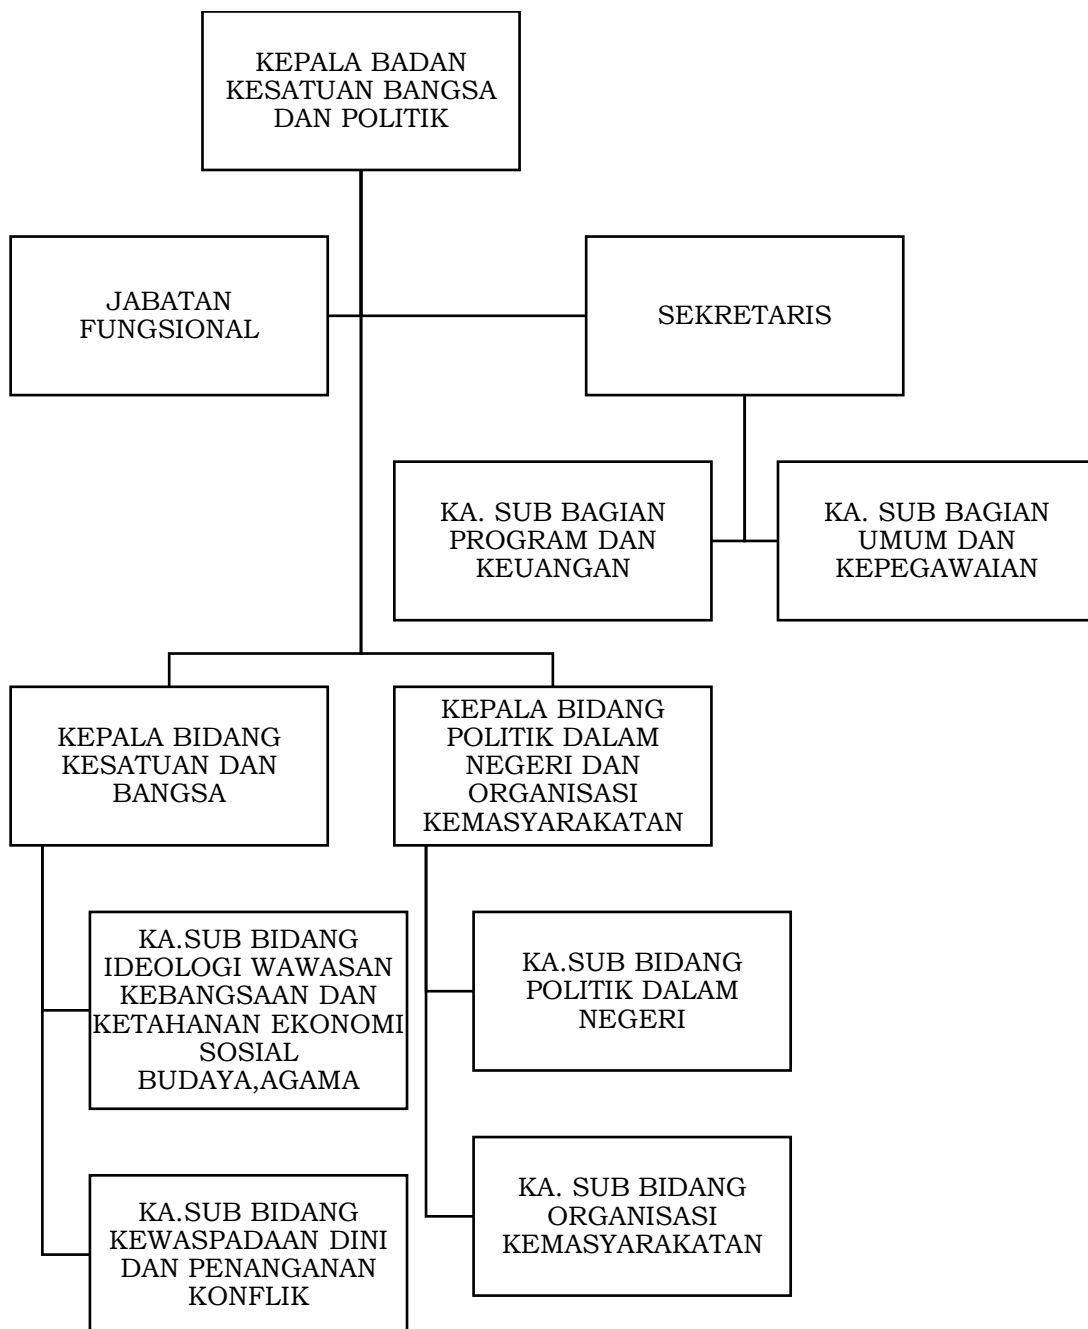 KEPALA BADAN
KESATUAN BANGSA
DAN POLITIK
JABATAN
FUNGSIONAL
SEKRETARIS
KA. SUB BAGIAN
PROGRAM DAN
KEUANGAN
KA. SUB BAGIAN
UMUM DAN
KEPEGAWAIAN
KEPALA BIDANG
KESATUAN DAN
BANGSA
KEPALA BIDANG
POLITIK DALAM
NEGERI DAN
ORGANISASI
KEMASYARAKATAN
KA.SUB BIDANG
IDEOLOGI WAWASAN
KEBANGSAAN DAN
KETAHANAN EKONOMI
SOSIAL
BUDAYA,AGAMA
KA.SUB BIDANG
POLITIK DALAM
NEGERI
KA.SUB BIDANG
KEWASPADAAN DINI
DAN PENANGANAN
KONFLIK
KA. SUB BIDANG
ORGANISASI
KEMASYARAKATAN